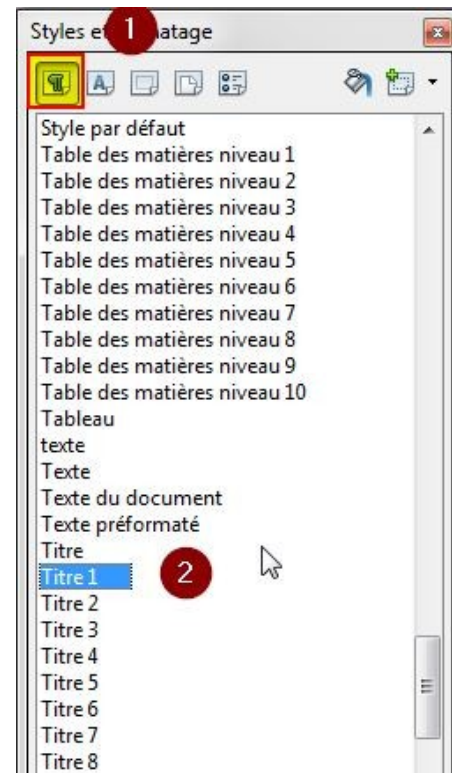 Styles et matage
1
Style par défaut
Table des matières niveau 1
Table des matières niveau 2
Table des matières niveau 3
Table des matières niveau 4
Table des matières niveau 5
Table des matières niveau 6
Table des matières niveau 7
Table des matières niveau 8
Table des matières niveau 9
Table des matières niveau 10
Tableau
texte
Texte
Texte du document
Texte préformaté
Titre
Titre 1
2
Titre 2
Titre 3
Titre 4
Titre 5
Titre 6
Titre 7
Titre 8